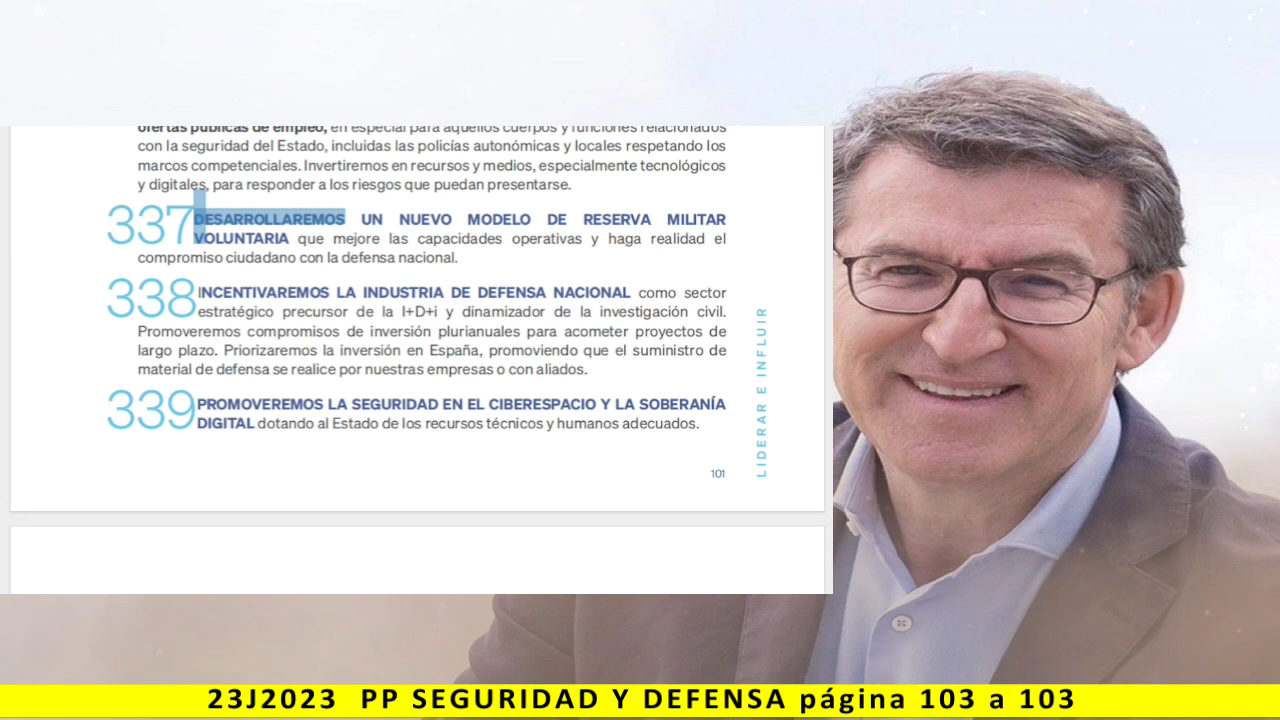 ofertas públicas de empleo, en especial para aquellos cuerpos y funciones relacionados
con la seguridad del Estado, incluidas las policías autonómicas y locales respetando los
marcos competenciales. Invertiremos en recursos y medios, especialmente tecnológicos
y digitales, para responder a los riesgos que puedan presentarse.
337 DESARROLLAREMOS UN NUEVO MODELO DE RESERVA MILITAR
VOLUNTARIA que mejore las capacidades operativas y haga realidad el
compromiso ciudadano con la defensa nacional.
338 INCENTIVAREMOS LA INDUSTRIA DE DEFENSA NACIONAL como sector
estratégico precursor de la I+D+i y dinamizador de la investigación civil.
Promoveremos compromisos de inversión plurianuales para acometer proyectos de
largo plazo. Priorizaremos la inversión en España, promoviendo que el suministro de
material de defensa se realice por nuestras empresas o con aliados.
339 PROMOVEREMOS LA SEGURIDAD EN EL CIBERESPACIO Y LA SOBERANÍA
DIGITAL dotando al Estado de los recursos técnicos y humanos adecuados.
101
LIDERAR E INFLUIR
23J2023 PP SEGURIDAD Y DEFENSA página 103 a 103